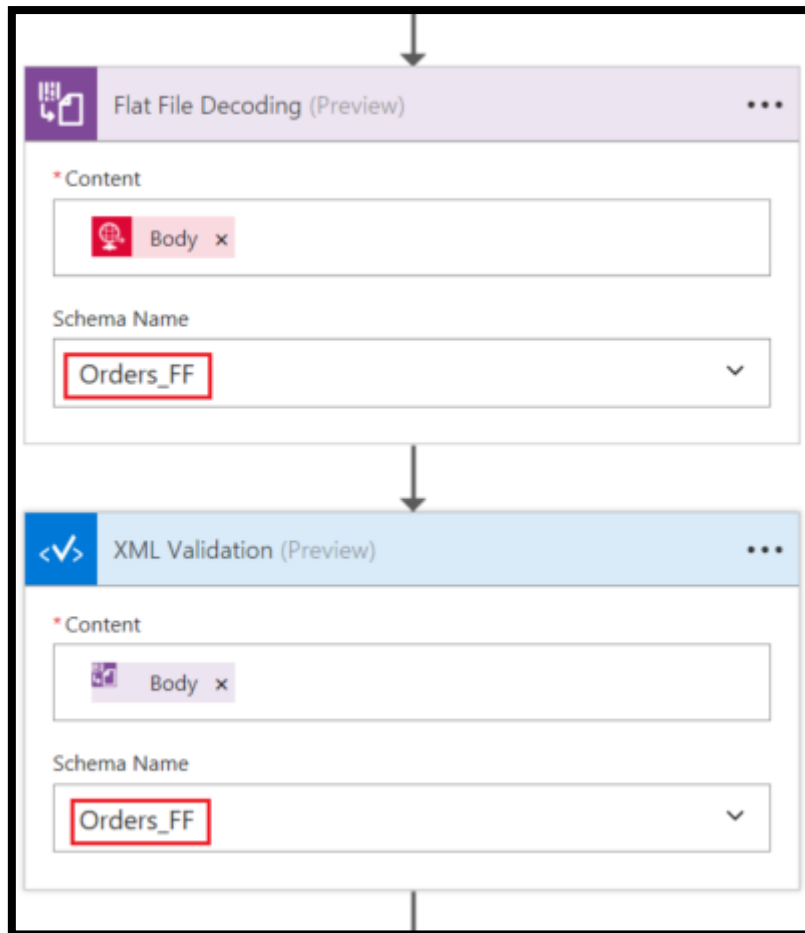 Flat File Decoding (Preview)
* Content
Body ×
Schema Name
Orders_FF
XML Validation (Preview)
* Content
Body ×
Schema Name
Orders_FF